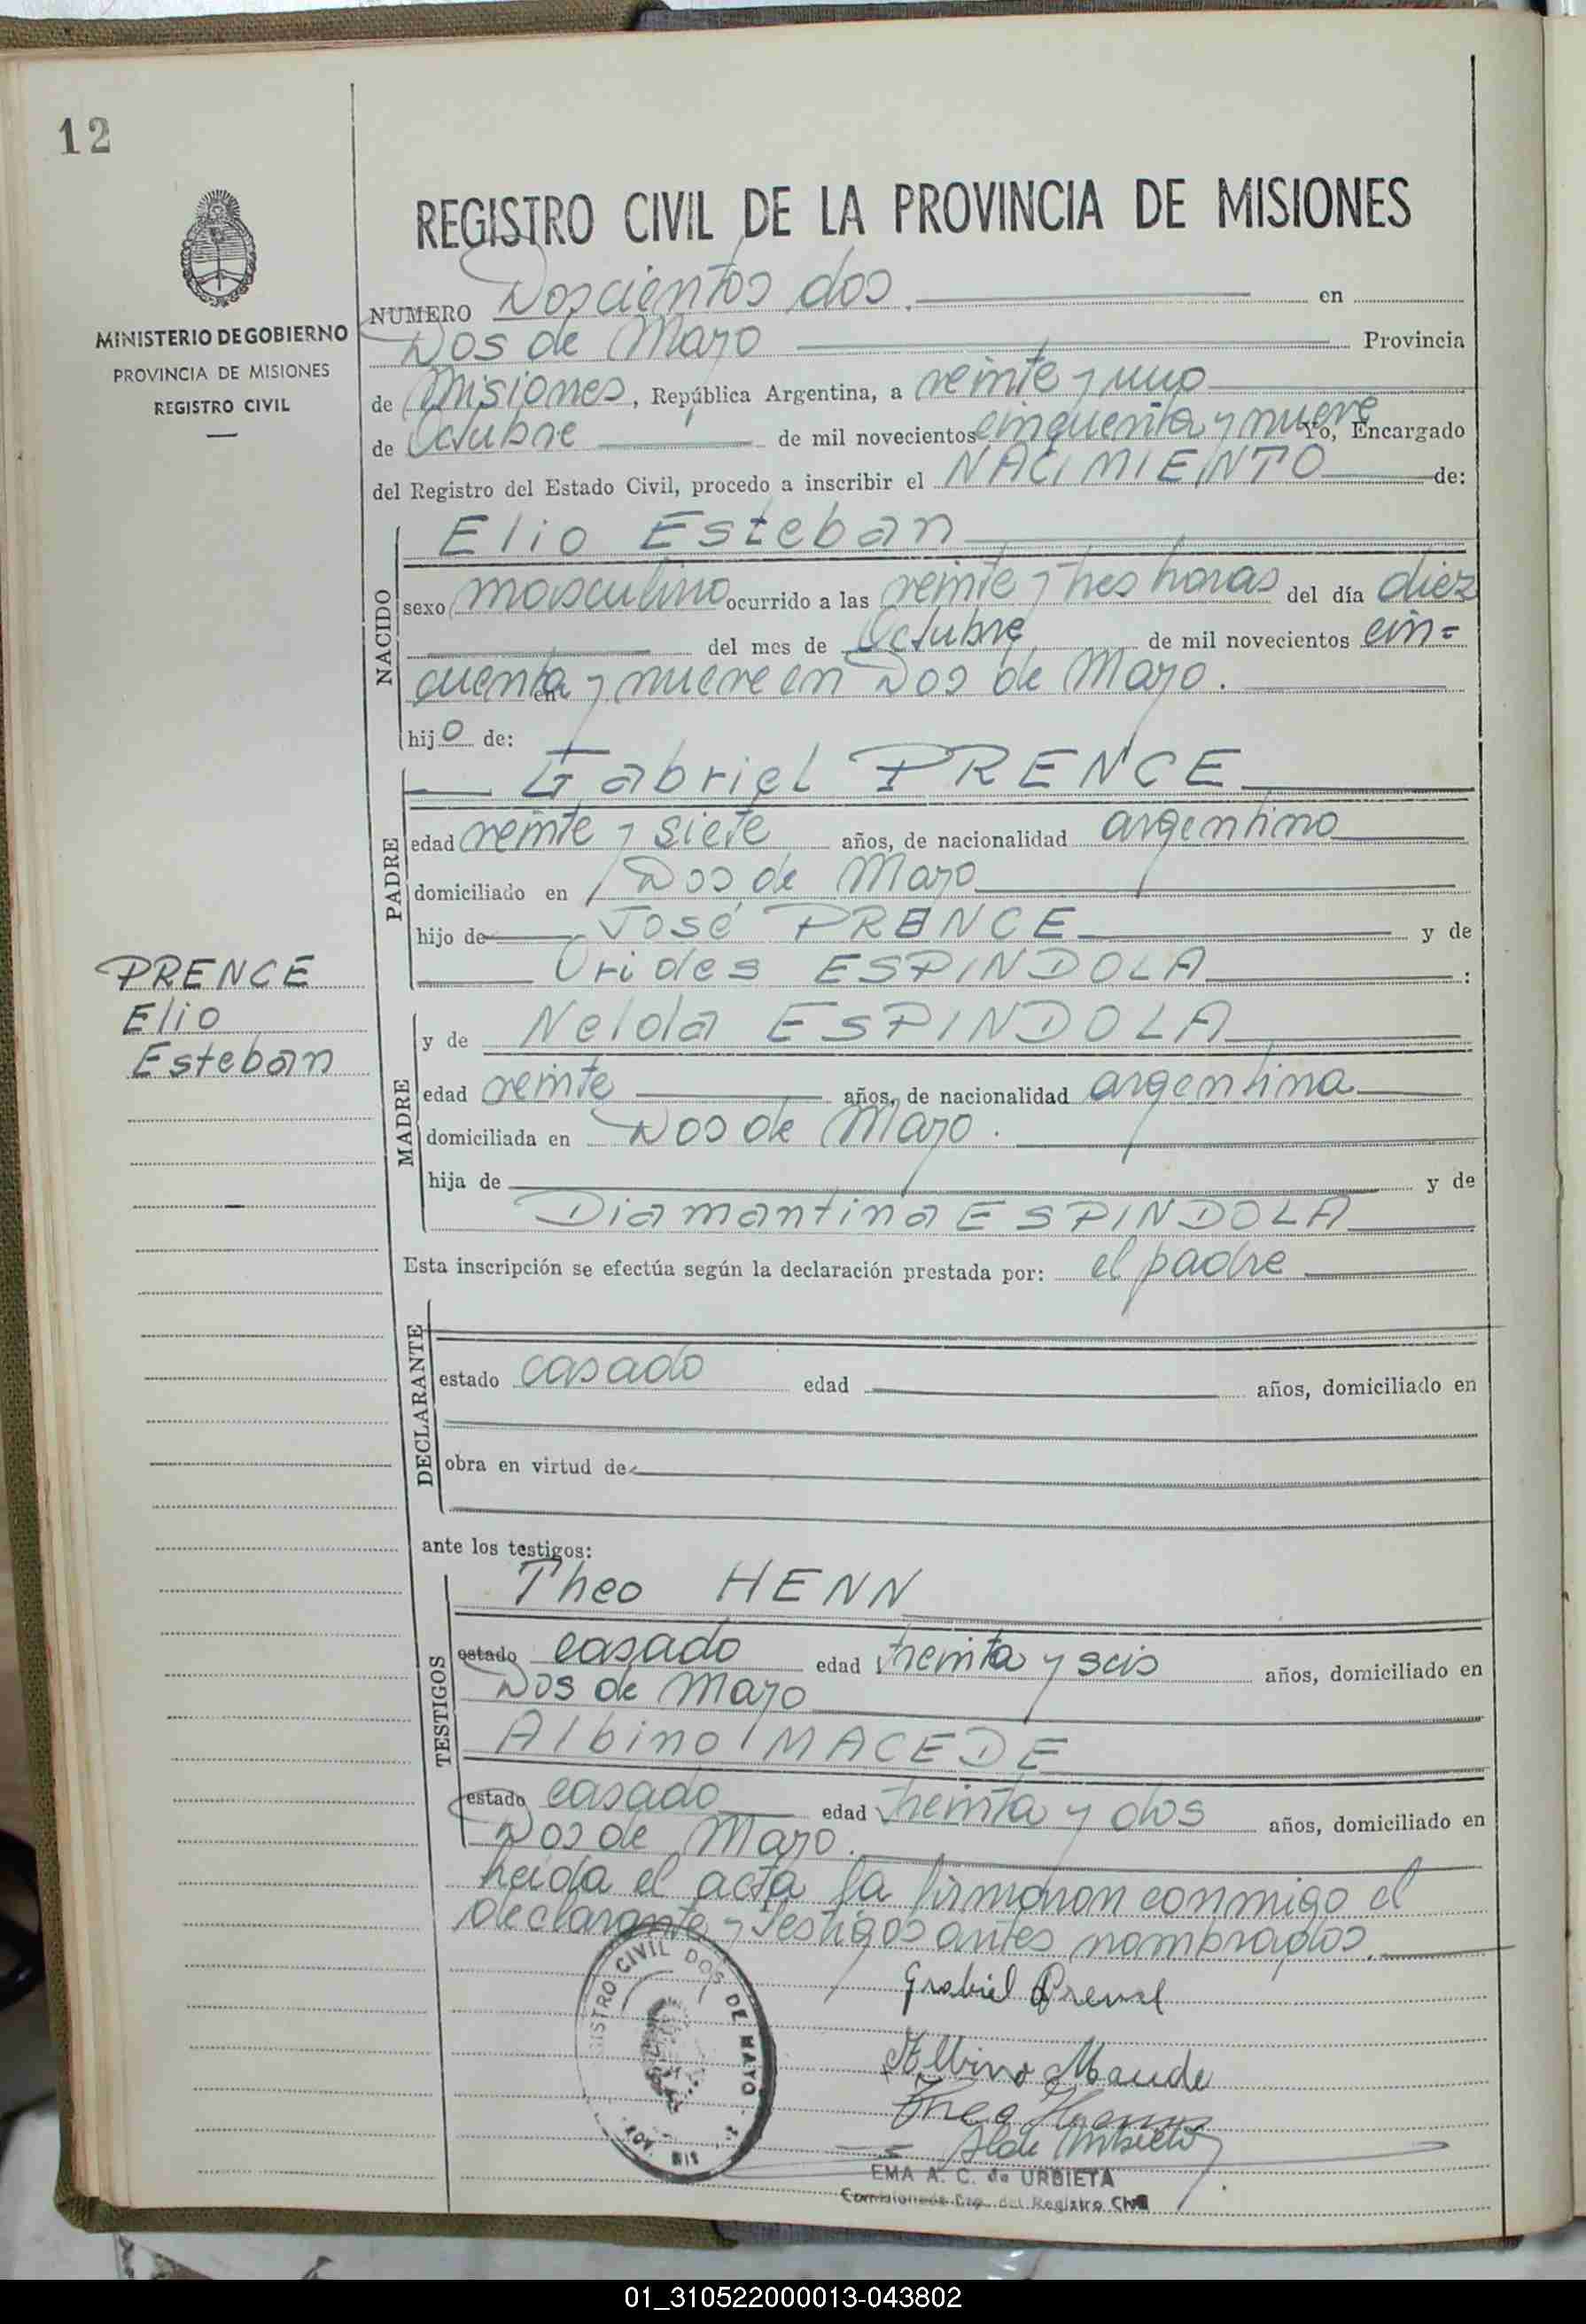 12
MINISTERIO DE GOBIERNO
PROVINCIA DE MISIONES
REGISTRO CIVIL
REGISTRO CIVIL DE LA PROVINCIA DE MISIONES
NUMERO Doscientos dos. en
Dos de Mayo Provincia
de Misiones, República Argentina, a veinte y uno
de Octubre de mil novecientos cinquenta y nueve Yo, Encargado
del Registro del Estado Civil, procedo a inscribir el NACIMIENTO de:
NACIDO
Elio Esteban
sexo masculino ocurrido a las veinte y tres horas del día diez
del mes de Octubre de mil novecientos cin=
cuenta y nueve en Dos de Mayo.
en
hijo de:
PADRE
Gabriel PRENCE
edad veinte y siete años, de nacionalidad argentino
domiciliado en Dos de Mayo
hijo de José PRENCE y de
Orides ESPINDOLA :
PRENCE
Elio
Esteban
MADRE
y de Nelda ESPINDOLA
edad veinte años, de nacionalidad argentina
domiciliada en Dos de Mayo.
hija de y de
Diamantina ESPINDOLA
Esta inscripción se efectúa según la declaración prestada por: el padre
DECLARANTE
estado casado edad años, domiciliado en
obra en virtud de
ante los testigos:
TESTIGOS
Theo HENN
estado casado edad treinta y seis años, domiciliado en
Dos de Mayo
Albino MACEDE
estado casado edad treinta y dos años, domiciliado en
Dos de Mayo.
Leida el acta la firmaron conmigo el
declarante y testigos antes nombrados.
Grabiel Prense
REGISTRO CIVIL DOS DE MAYO
Albino Maude
Theo
EMA A. C. de URBIETA
del Registro Civil
01_310522000013-043802